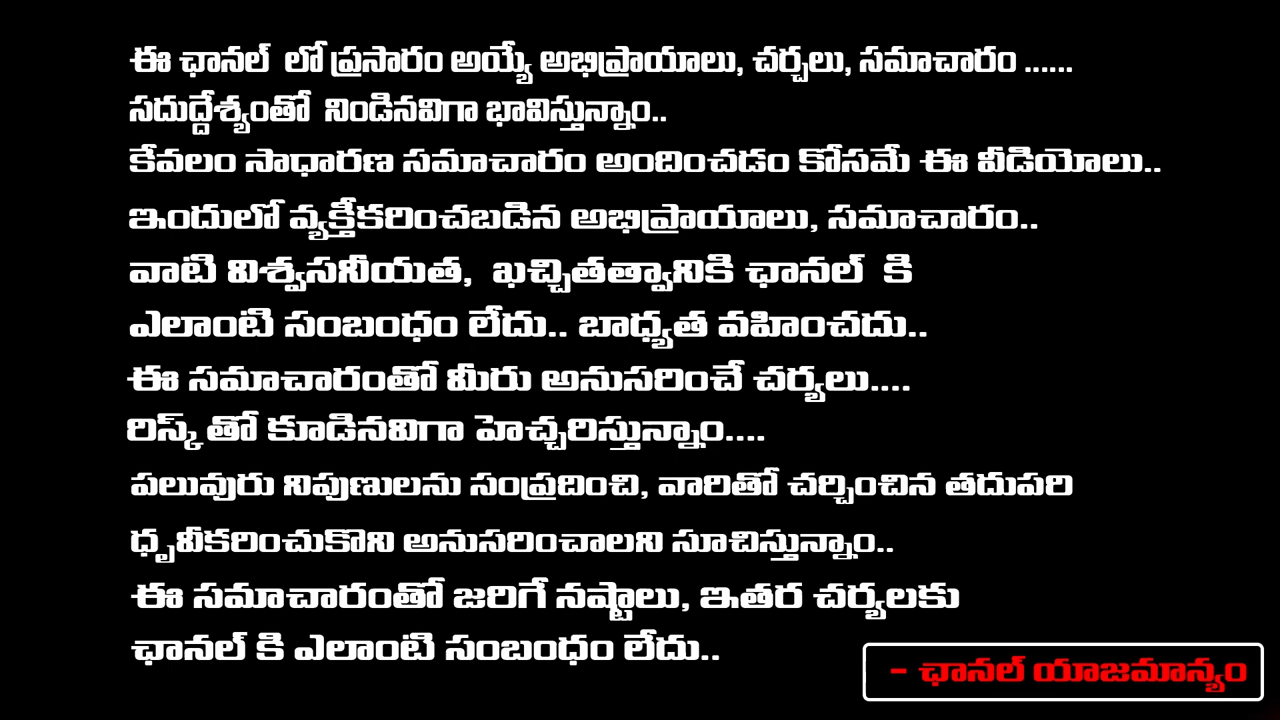 ఈ ఛానల్ లో ప్రసారం అయ్యే అభిప్రాయాలు, చర్చలు, సమాచారం ......
సదుద్దేశ్యంతో నిండినవిగా భావిస్తున్నాం..
కేవలం సాధారణ సమాచారం అందించడం కోసమే ఈ వీడియోలు..
ఇందులో వ్యక్తీకరించబడిన అభిప్రాయాలు, సమాచారం..
వాటి విశ్వసనీయత, ఖచ్చితత్వానికి ఛానల్ కి
ఎలాంటి సంబంధం లేదు.. బాధ్యత వహించదు..
ఈ సమాచారంతో మీరు అనుసరించే చర్యలు....
రిస్క్ తో కూడినవిగా హెచ్చరిస్తున్నాం....
పలువురు నిపుణులను సంప్రదించి, వారితో చర్చించిన తదుపరి
ధృవీకరించుకొని అనుసరించాలని సూచిస్తున్నాం..
ఈ సమాచారంతో జరిగే నష్టాలు, ఇతర చర్యలకు
ఛానల్ కి ఎలాంటి సంబంధం లేదు..
- ఛానల్ యాజమాన్యం